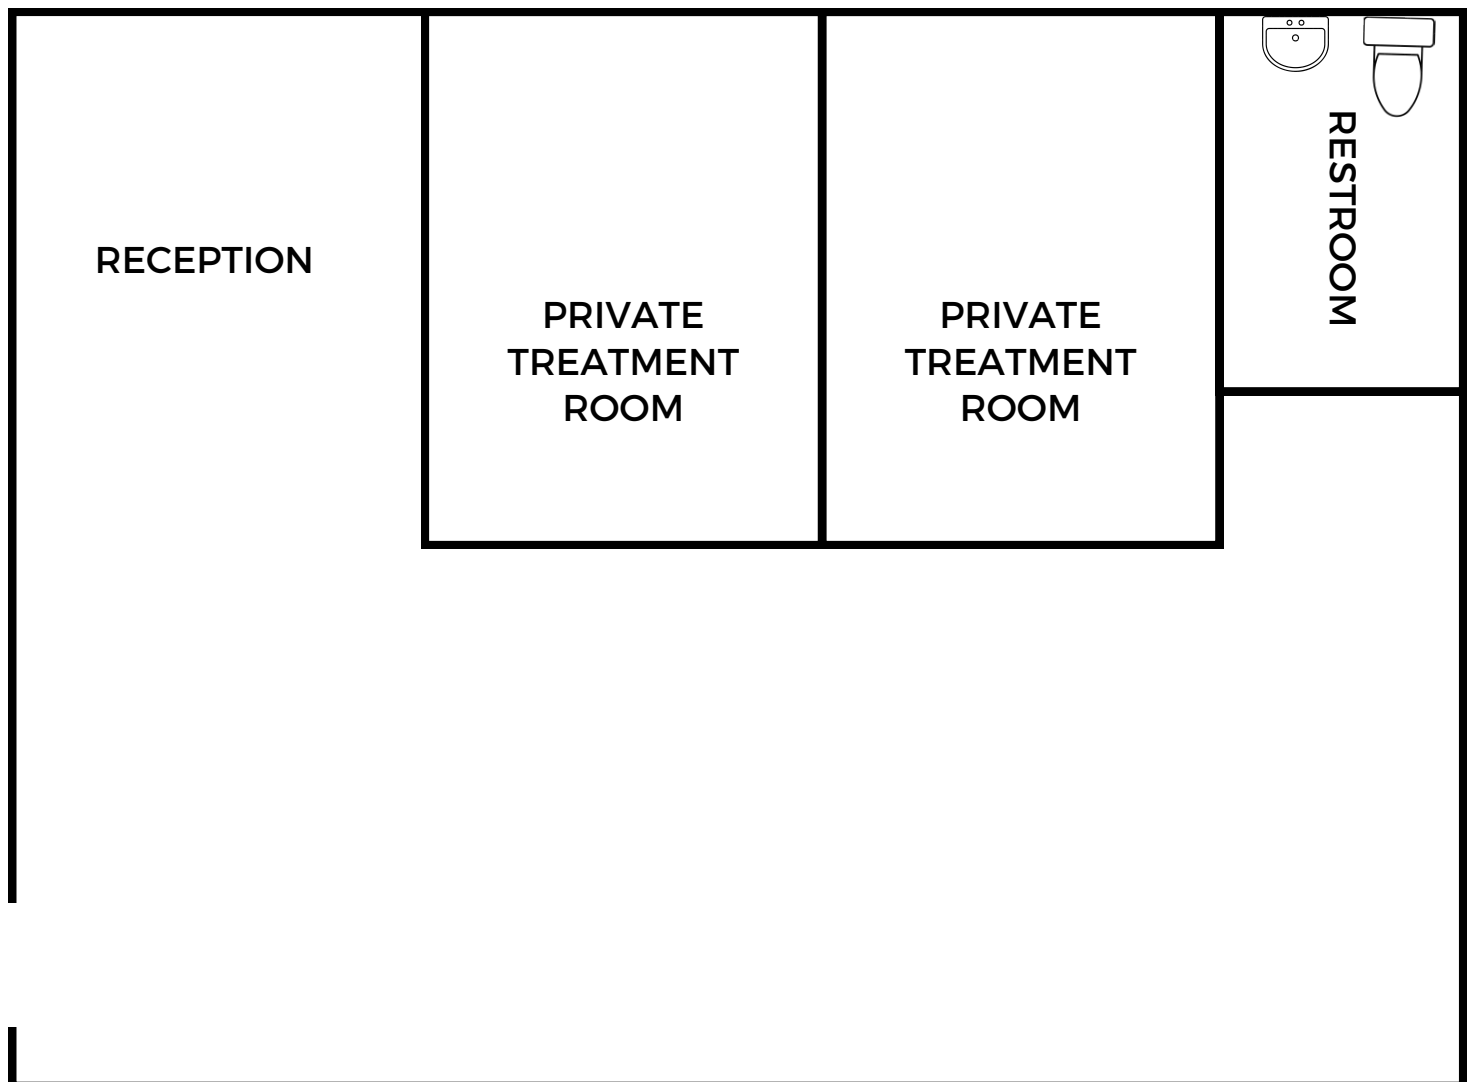 RECEPTION
PRIVATE
TREATMENT
ROOM
PRIVATE
TREATMENT
ROOM
RESTROOM